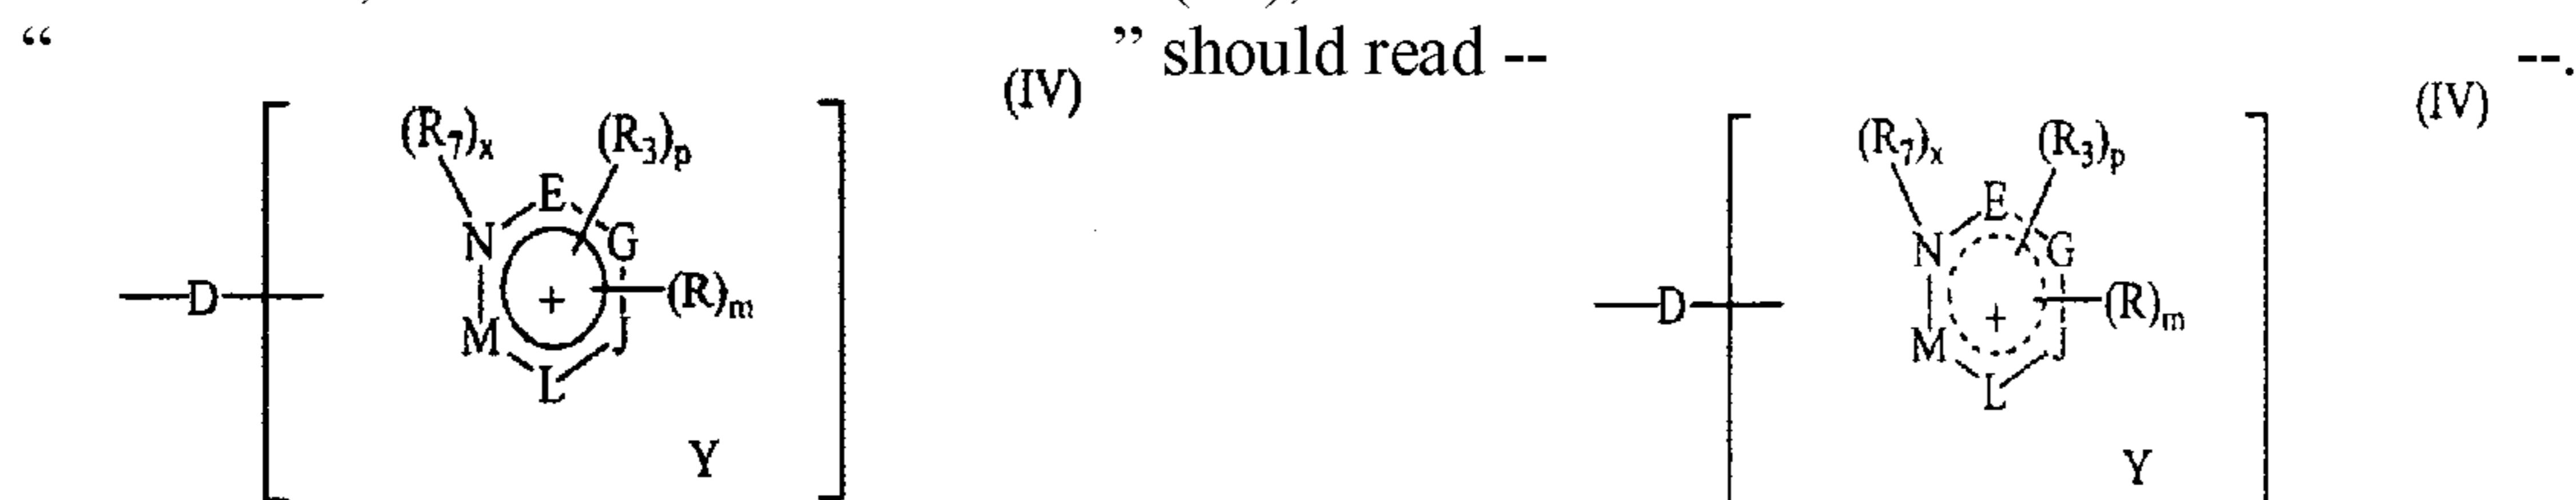 “ (IV) ” should read -- (IV) --.
(R₇)ₓ (R₃)ₚ (R₇)ₓ (R₃)ₚ
E E
N G N G
D + (R)ₘ D + (R)ₘ
M J M J
L L
Y Y